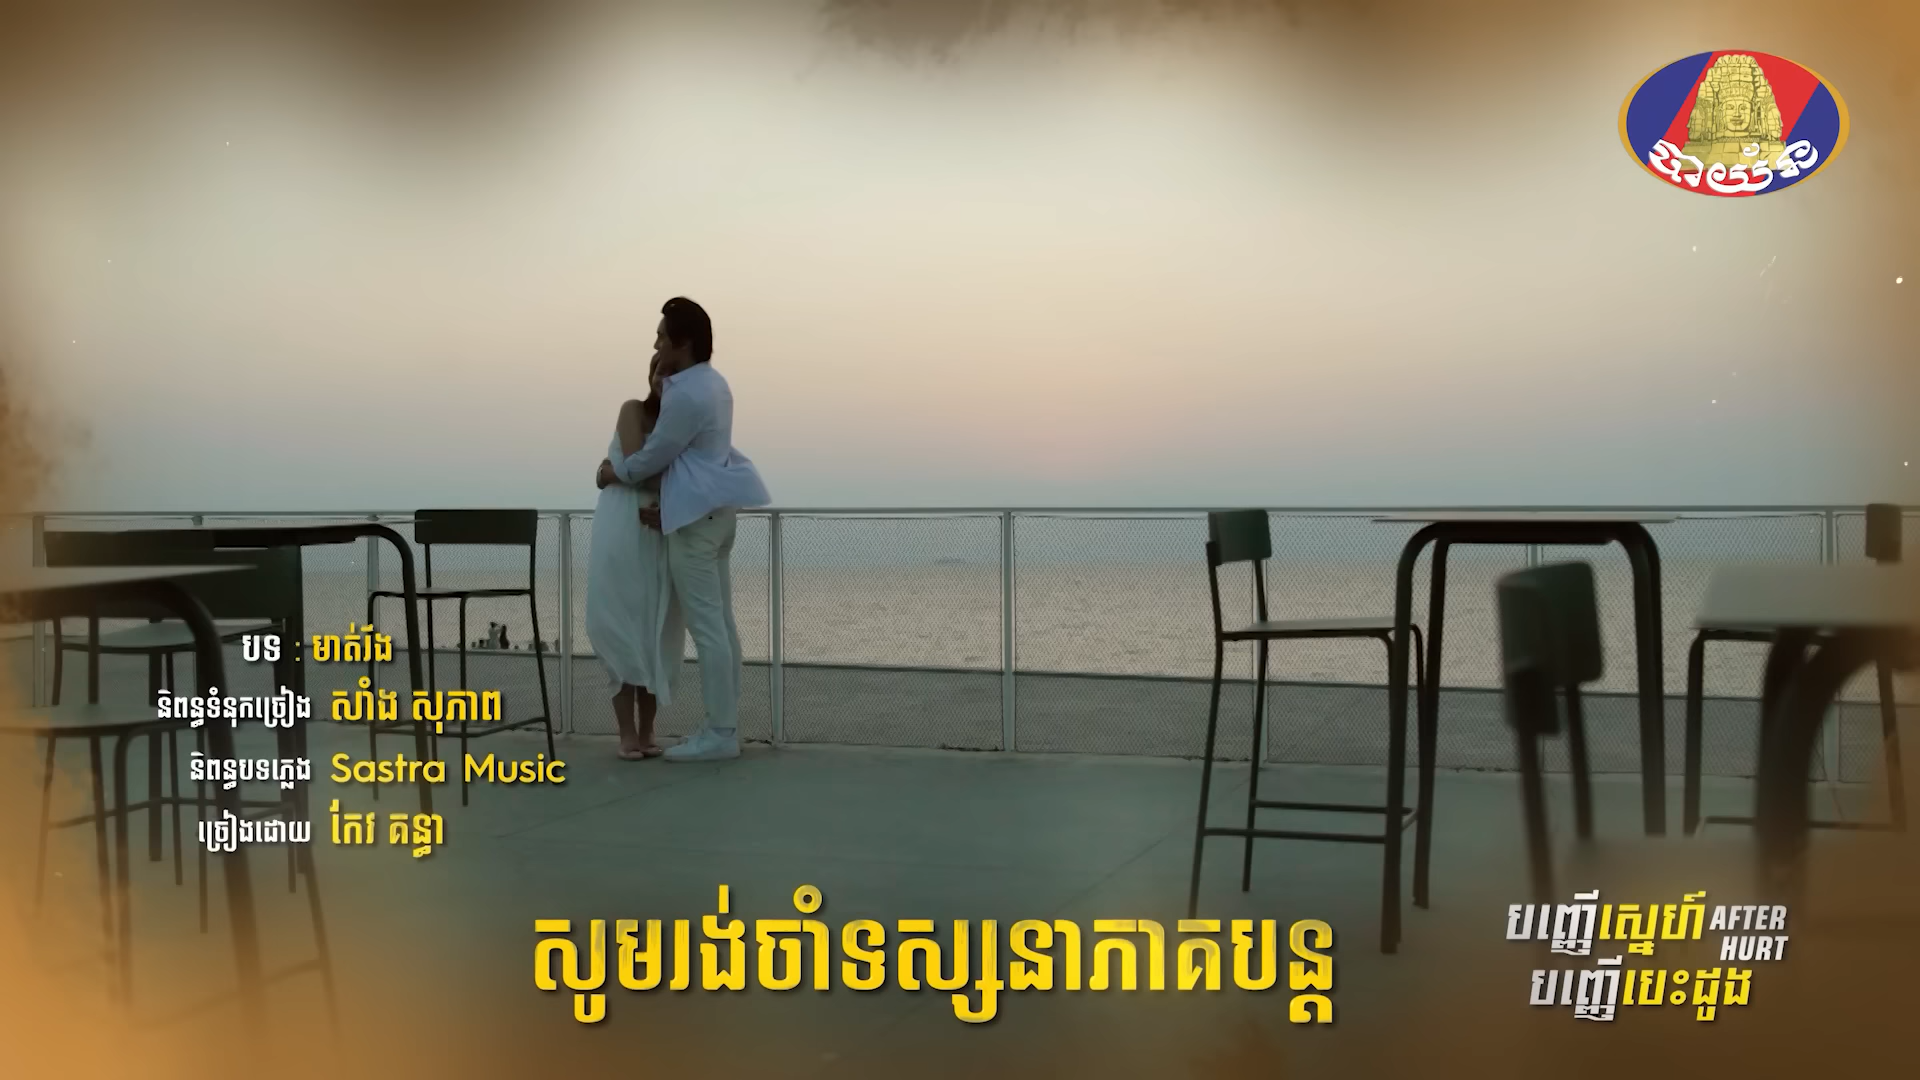 បាយ័ន
បទ : មាត់រឹង
និពន្ធទំនុកច្រៀង សាំង សុភាព
និពន្ធបទភ្លេង Sastra Music
ច្រៀងដោយ កែវ គន្ធា
សូមរង់ចាំទស្សនាភាគបន្ត
បញ្ញើស្នេហ៍ AFTER HURT
បញ្ញើបេះដូង